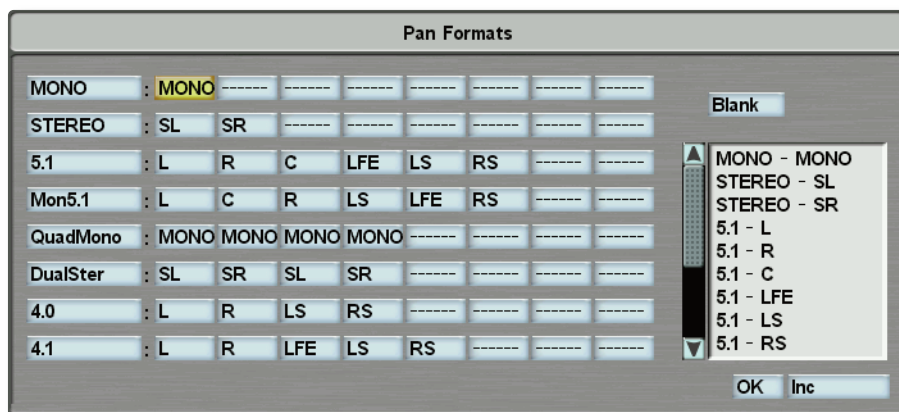 Pan Formats
MONO : MONO ------ ------ ------ ------ ------ ------ ------
STEREO : SL SR ------ ------ ------ ------ ------ ------
5.1 : L R C LFE LS RS ------ ------
Mon5.1 : L C R LS LFE RS ------ ------
QuadMono : MONO MONO MONO MONO ------ ------ ------ ------
DualSter : SL SR SL SR ------ ------ ------ ------
4.0 : L R LS RS ------ ------ ------ ------
4.1 : L R LFE LS RS ------ ------ ------
Blank
MONO - MONO
STEREO - SL
STEREO - SR
5.1 - L
5.1 - R
5.1 - C
5.1 - LFE
5.1 - LS
5.1 - RS
OK Inc